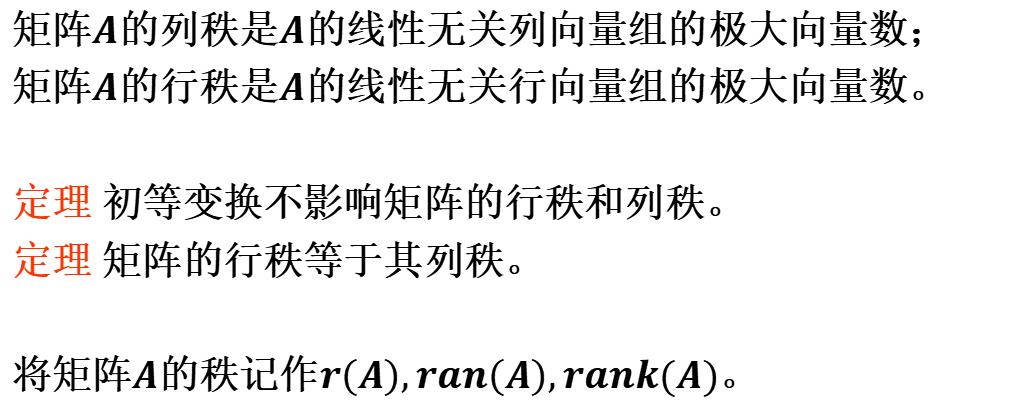 矩阵A的列秩是A的线性无关列向量组的极大向量数；
矩阵A的行秩是A的线性无关行向量组的极大向量数。
定理 初等变换不影响矩阵的行秩和列秩。
定理 矩阵的行秩等于其列秩。
将矩阵A的秩记作r(A),ran(A),rank(A)。